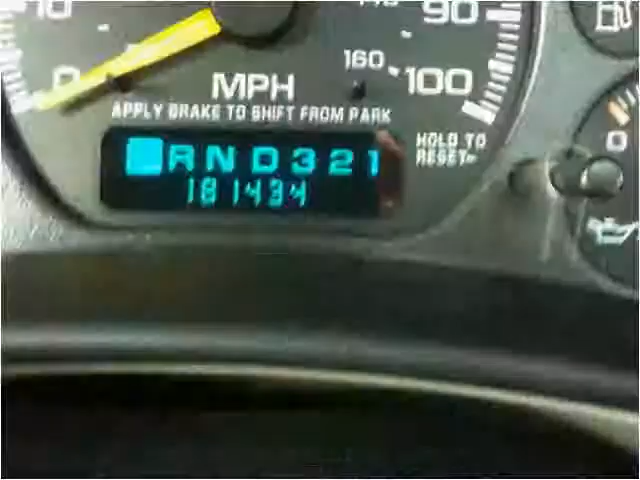 10
90
0
160
100
MPH
APPLY BRAKE TO SHIFT FROM PARK
RND321
HOLD TO
RESET
181434
0